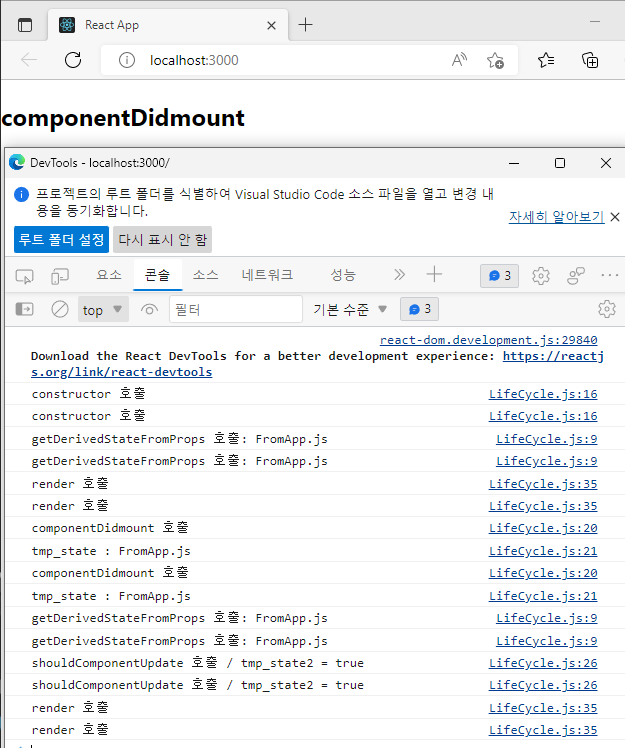 React App
localhost:3000
componentDidmount
DevTools - localhost:3000/
프로젝트의 루트 폴더를 식별하여 Visual Studio Code 소스 파일을 열고 변경 내
용을 동기화합니다.
자세히 알아보기
루트 폴더 설정 다시 표시 안 함
요소 콘솔 소스 네트워크 성능 3
top 필터 기본 수준 3
react-dom.development.js:29840
Download the React DevTools for a better development experience: https://reactj
s.org/link/react-devtools
constructor 호출 LifeCycle.js:16
constructor 호출 LifeCycle.js:16
getDerivedStateFromProps 호출: FromApp.js LifeCycle.js:9
getDerivedStateFromProps 호출: FromApp.js LifeCycle.js:9
render 호출 LifeCycle.js:35
render 호출 LifeCycle.js:35
componentDidmount 호출 LifeCycle.js:20
tmp_state : FromApp.js LifeCycle.js:21
componentDidmount 호출 LifeCycle.js:20
tmp_state : FromApp.js LifeCycle.js:21
getDerivedStateFromProps 호출: FromApp.js LifeCycle.js:9
getDerivedStateFromProps 호출: FromApp.js LifeCycle.js:9
shouldComponentUpdate 호출 / tmp_state2 = true LifeCycle.js:26
shouldComponentUpdate 호출 / tmp_state2 = true LifeCycle.js:26
render 호출 LifeCycle.js:35
render 호출 LifeCycle.js:35